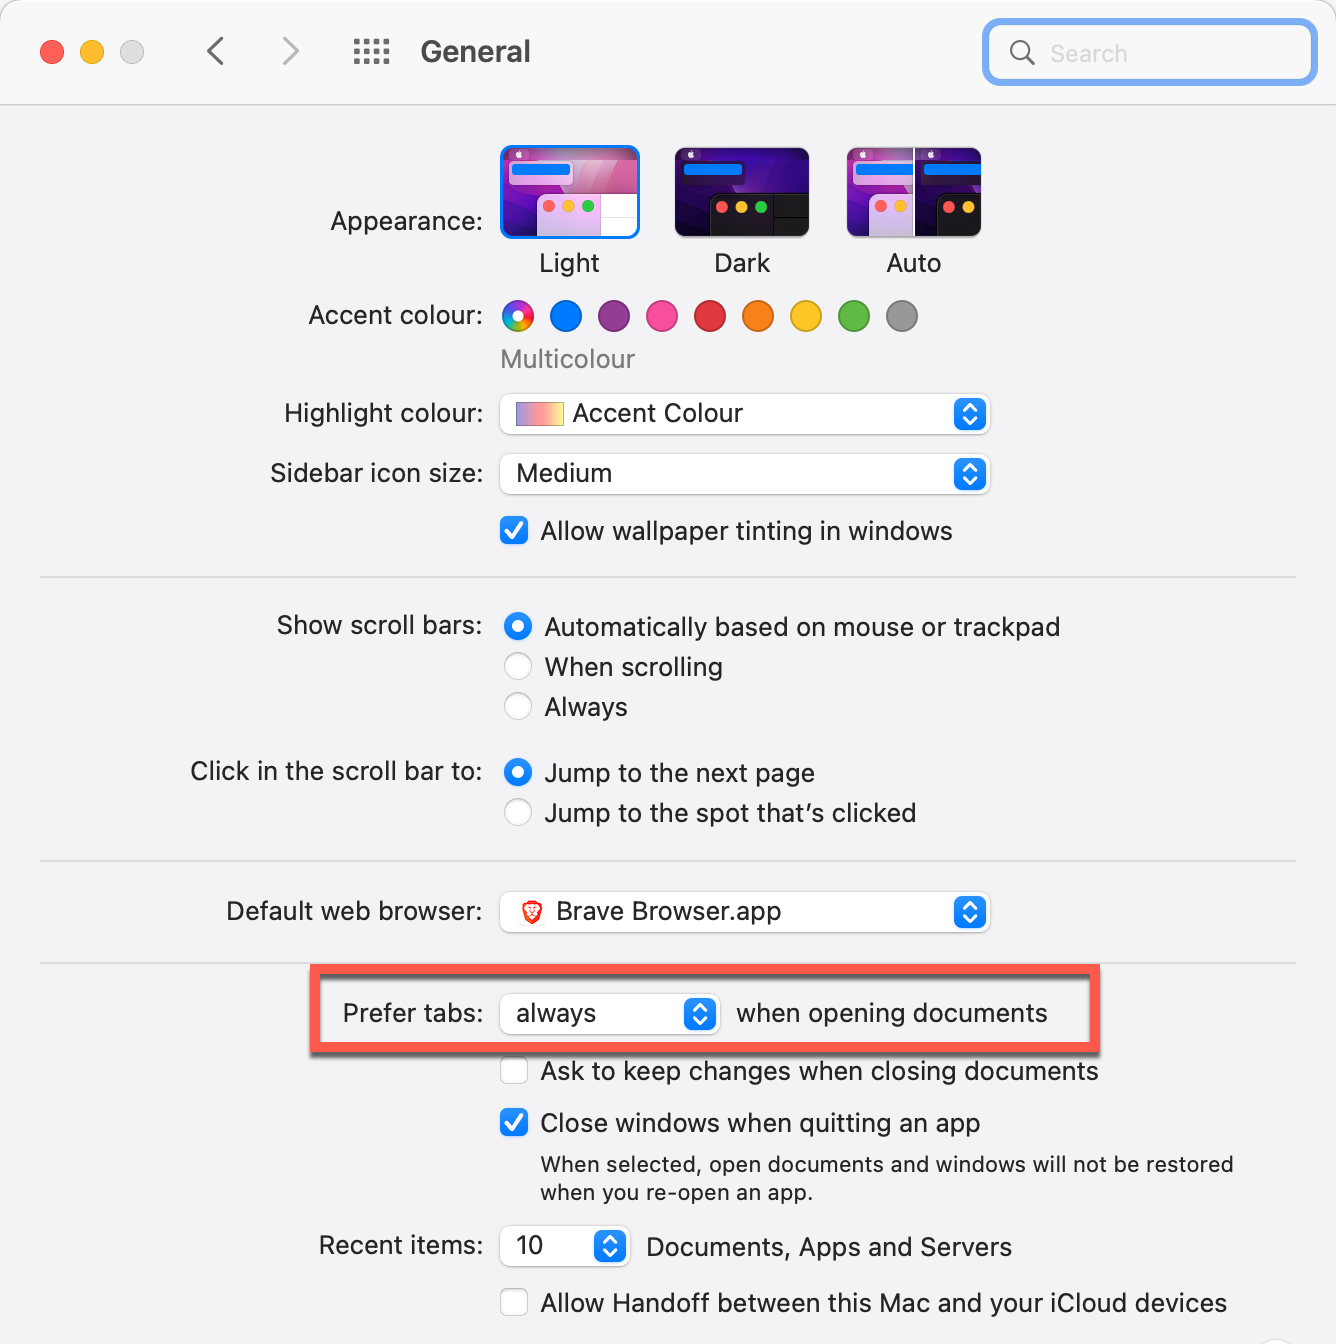 General
Search
Appearance:
Light
Dark
Auto
Accent colour:
Multicolour
Highlight colour: Accent Colour
Sidebar icon size: Medium
Allow wallpaper tinting in windows
Show scroll bars: Automatically based on mouse or trackpad
When scrolling
Always
Click in the scroll bar to: Jump to the next page
Jump to the spot that’s clicked
Default web browser: Brave Browser.app
Prefer tabs: always when opening documents
Ask to keep changes when closing documents
Close windows when quitting an app
When selected, open documents and windows will not be restored
when you re-open an app.
Recent items: 10 Documents, Apps and Servers
Allow Handoff between this Mac and your iCloud devices